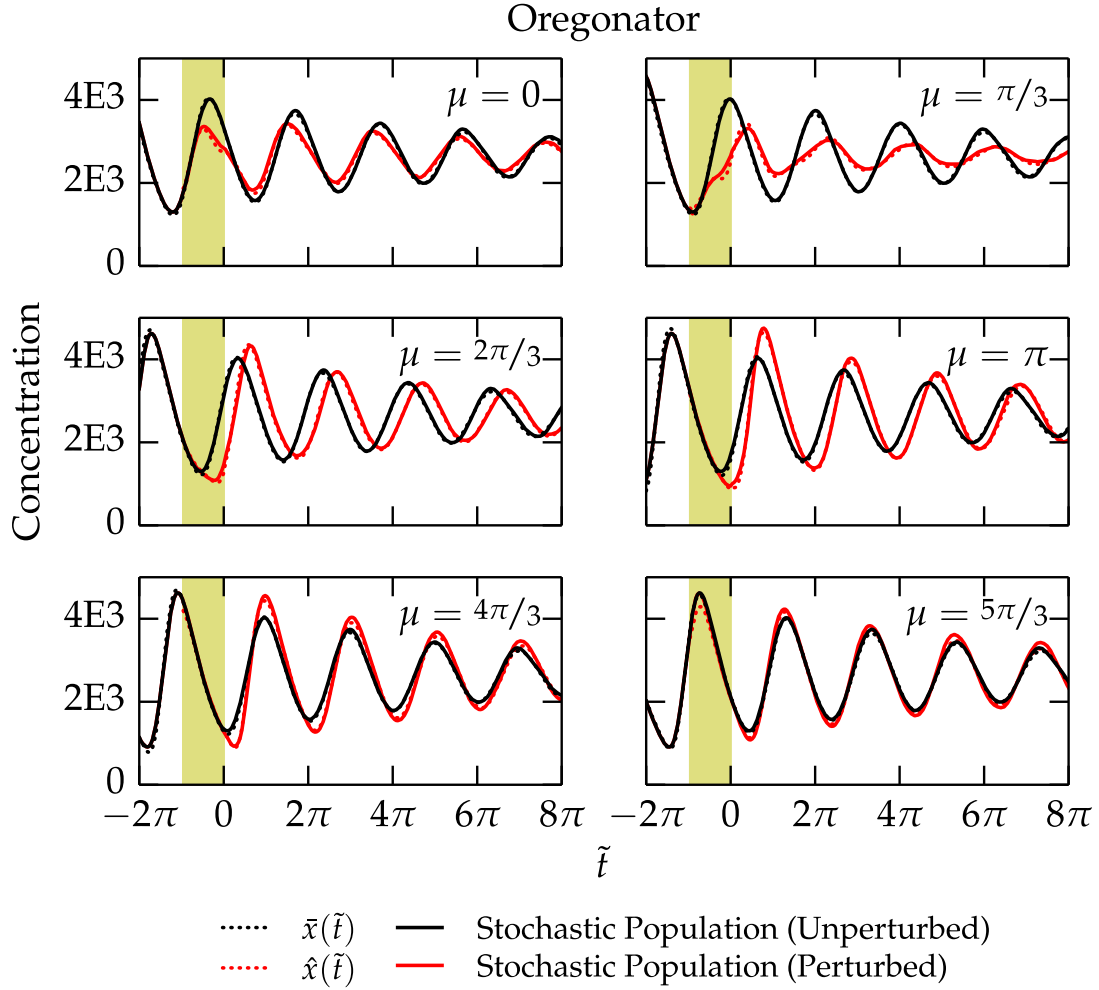 Oregonator
4E3
2E3
0
μ = 0
μ = π/3
4E3
2E3
0
μ = 2π/3
μ = π
4E3
2E3
0
μ = 4π/3
μ = 5π/3
−2π 0 2π 4π 6π 8π
−2π 0 2π 4π 6π 8π
Concentration
t̃
x̄(t̃) Stochastic Population (Unperturbed)
x̂(t̃) Stochastic Population (Perturbed)